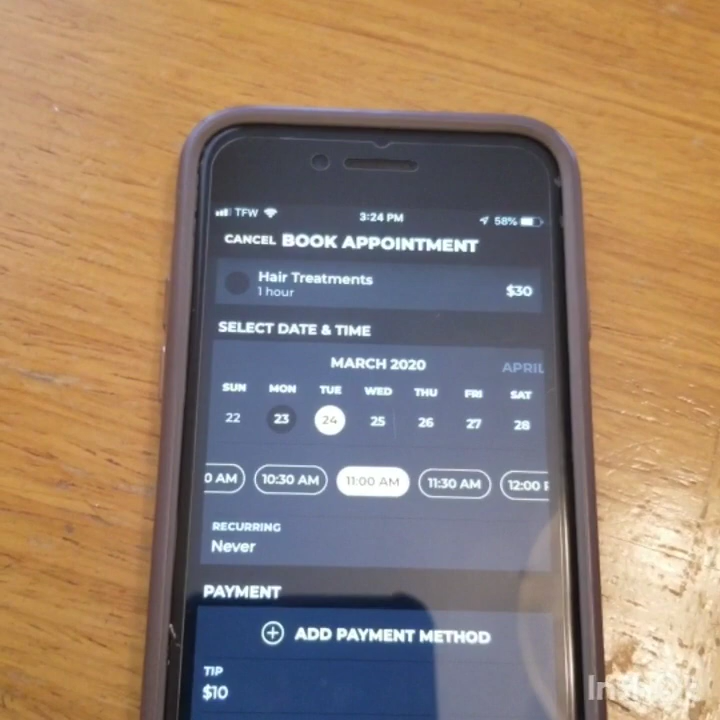 TFW 3:24 PM 58%
CANCEL BOOK APPOINTMENT
Hair Treatments
1 hour $30
SELECT DATE & TIME
MARCH 2020 APRIL
SUN MON TUE WED THU FRI SAT
22 23 24 25 26 27 28
0 AM 10:30 AM 11:00 AM 11:30 AM 12:00 P
RECURRING
Never
PAYMENT
ADD PAYMENT METHOD
TIP
$10